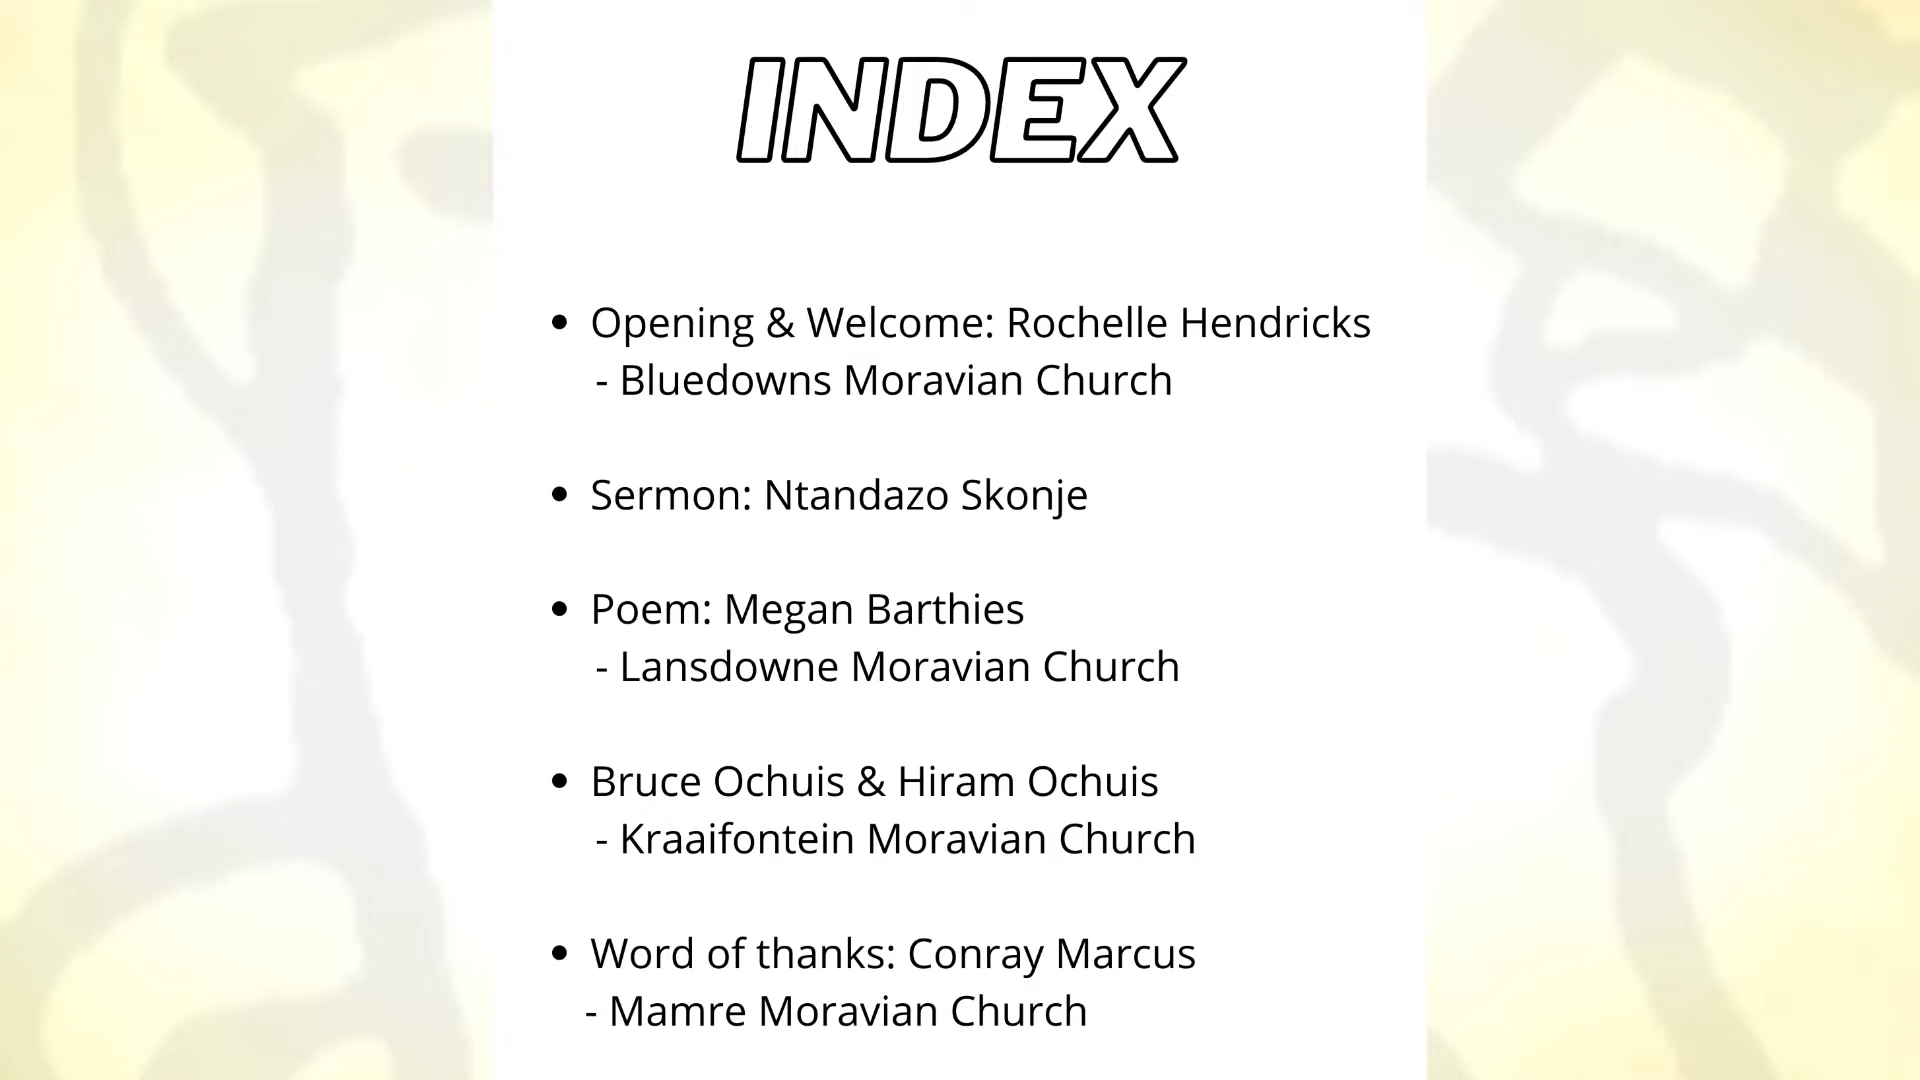 INDEX
• Opening & Welcome: Rochelle Hendricks
- Bluedowns Moravian Church
• Sermon: Ntandazo Skonje
• Poem: Megan Barthies
- Lansdowne Moravian Church
• Bruce Ochuis & Hiram Ochuis
- Kraaifontein Moravian Church
• Word of thanks: Conray Marcus
- Mamre Moravian Church